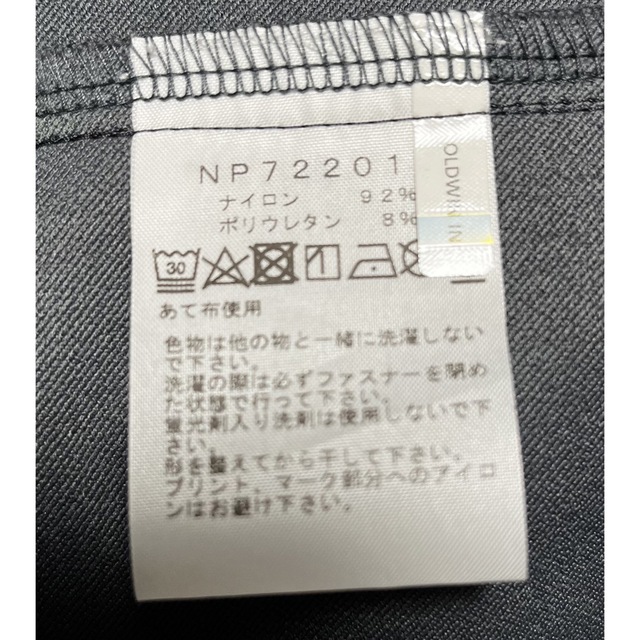 NP72201
ナイロン 92%
ポリウレタン 8%
30
あて布使用
色物は他の物と一緒に洗濯しない
で下さい。
洗濯の際は必ずファスナーを閉め
た状態で行って下さい。
蛍光剤入り洗剤は使用しないで下
さい。
形を整えてから干して下さい。
プリント、マーク部分へのアイロ
ンはお避け下さい。
OLDWIN IN